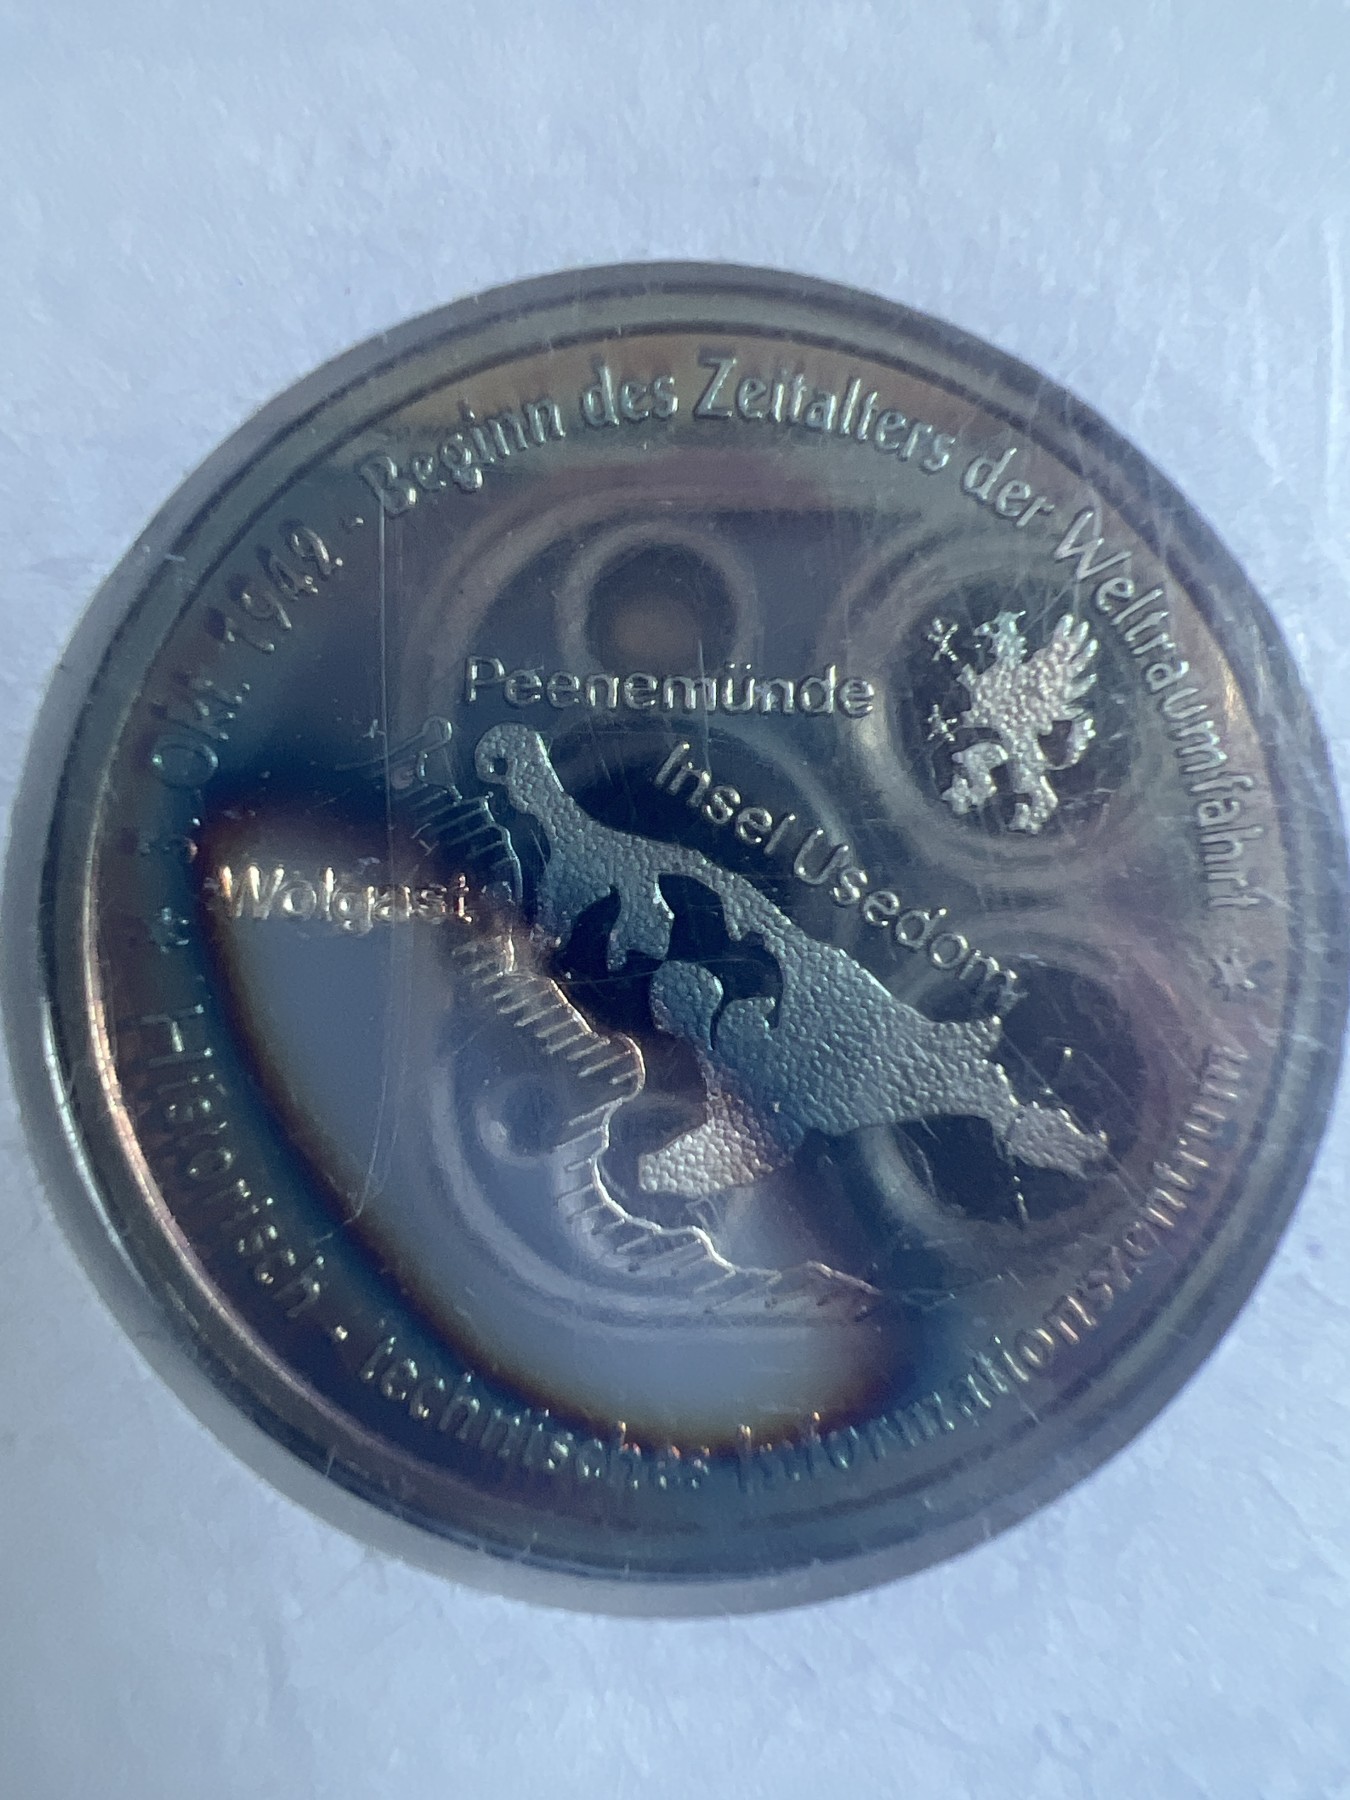 Okt. 1942 - Beginn des Zeitalters der Weltraumfahrt
Peenemünde
Insel Usedom
Wolgast
Historisch - technisches Informationszentrum